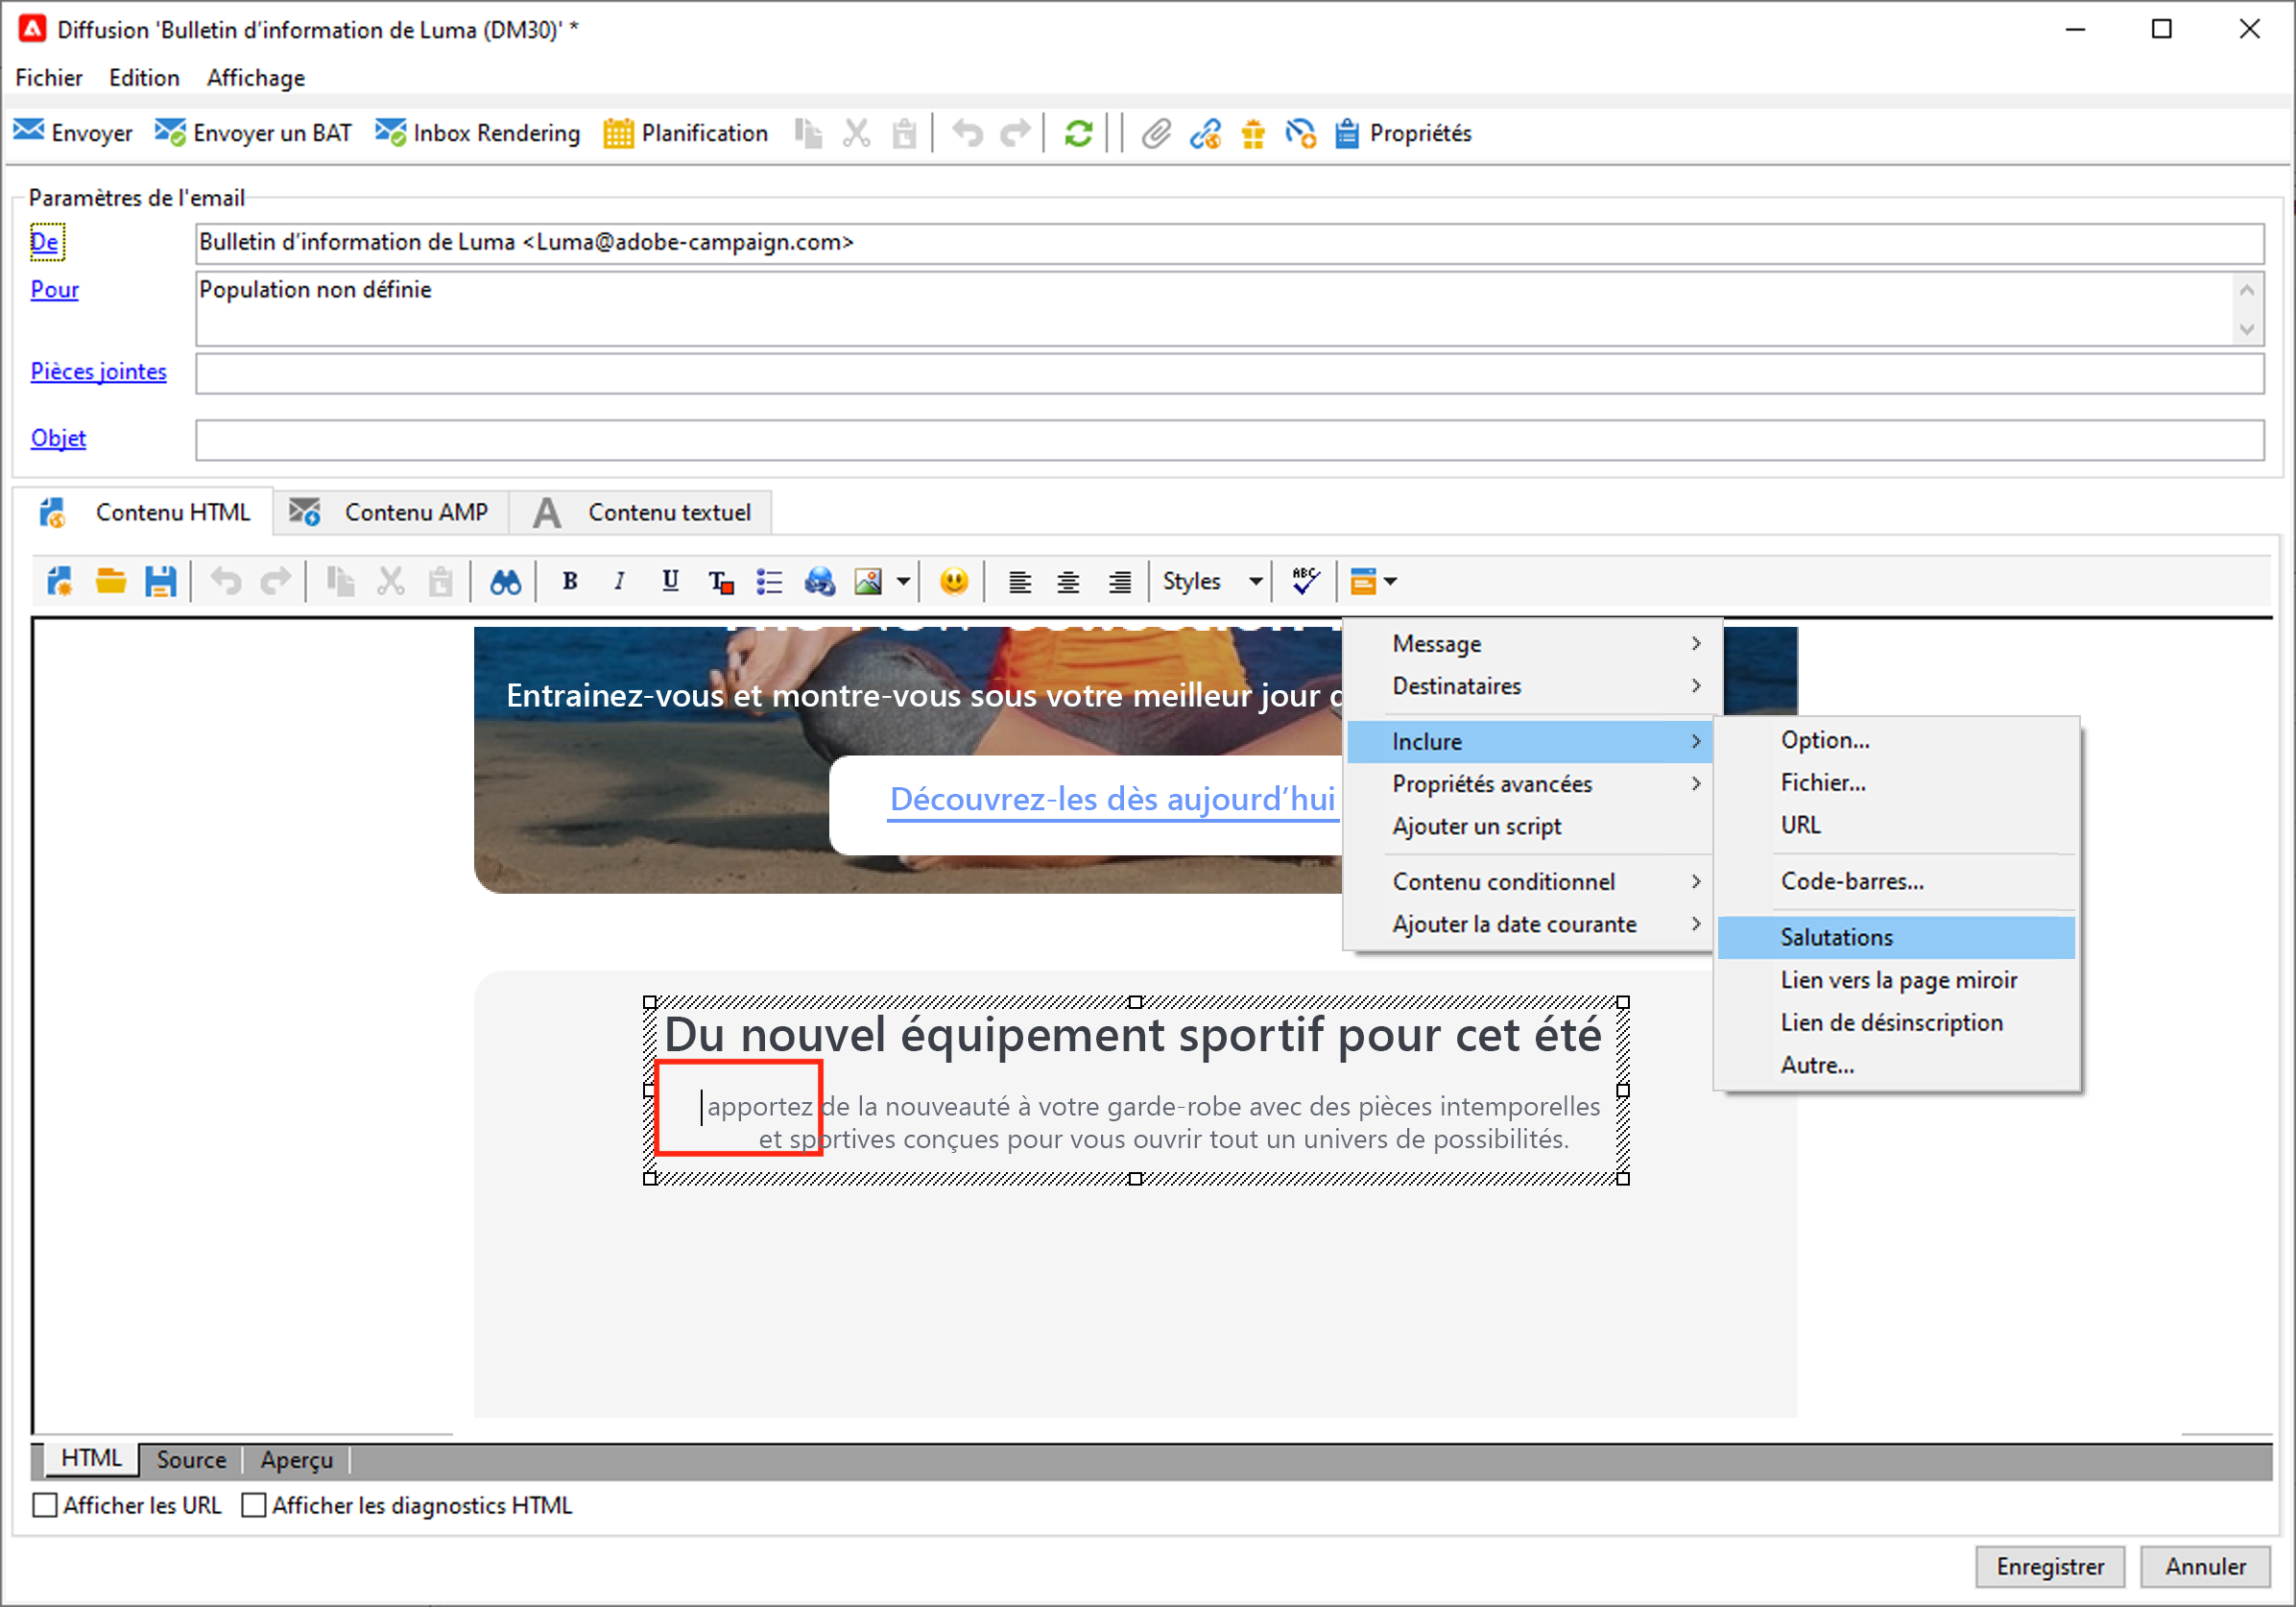 Diffusion 'Bulletin d’information de Luma (DM30)' *
Fichier Edition Affichage
Envoyer Envoyer un BAT Inbox Rendering Planification Propriétés
Paramètres de l'email
De Bulletin d’information de Luma <Luma@adobe-campaign.com>
Pour Population non définie
Pièces jointes
Objet
Contenu HTML Contenu AMP Contenu textuel
B I U Styles ABC
Entrainez-vous et montre-vous sous votre meilleur jour
Découvrez-les dès aujourd’hui
Message
Destinataires
Inclure
Propriétés avancées
Ajouter un script
Contenu conditionnel
Ajouter la date courante
Option...
Fichier...
URL
Code-barres...
Salutations
Lien vers la page miroir
Lien de désinscription
Autre...
Du nouvel équipement sportif pour cet été
apportez de la nouveauté à votre garde-robe avec des pièces intemporelles
et sportives conçues pour vous ouvrir tout un univers de possibilités.
HTML Source Aperçu
Afficher les URL Afficher les diagnostics HTML
Enregistrer Annuler